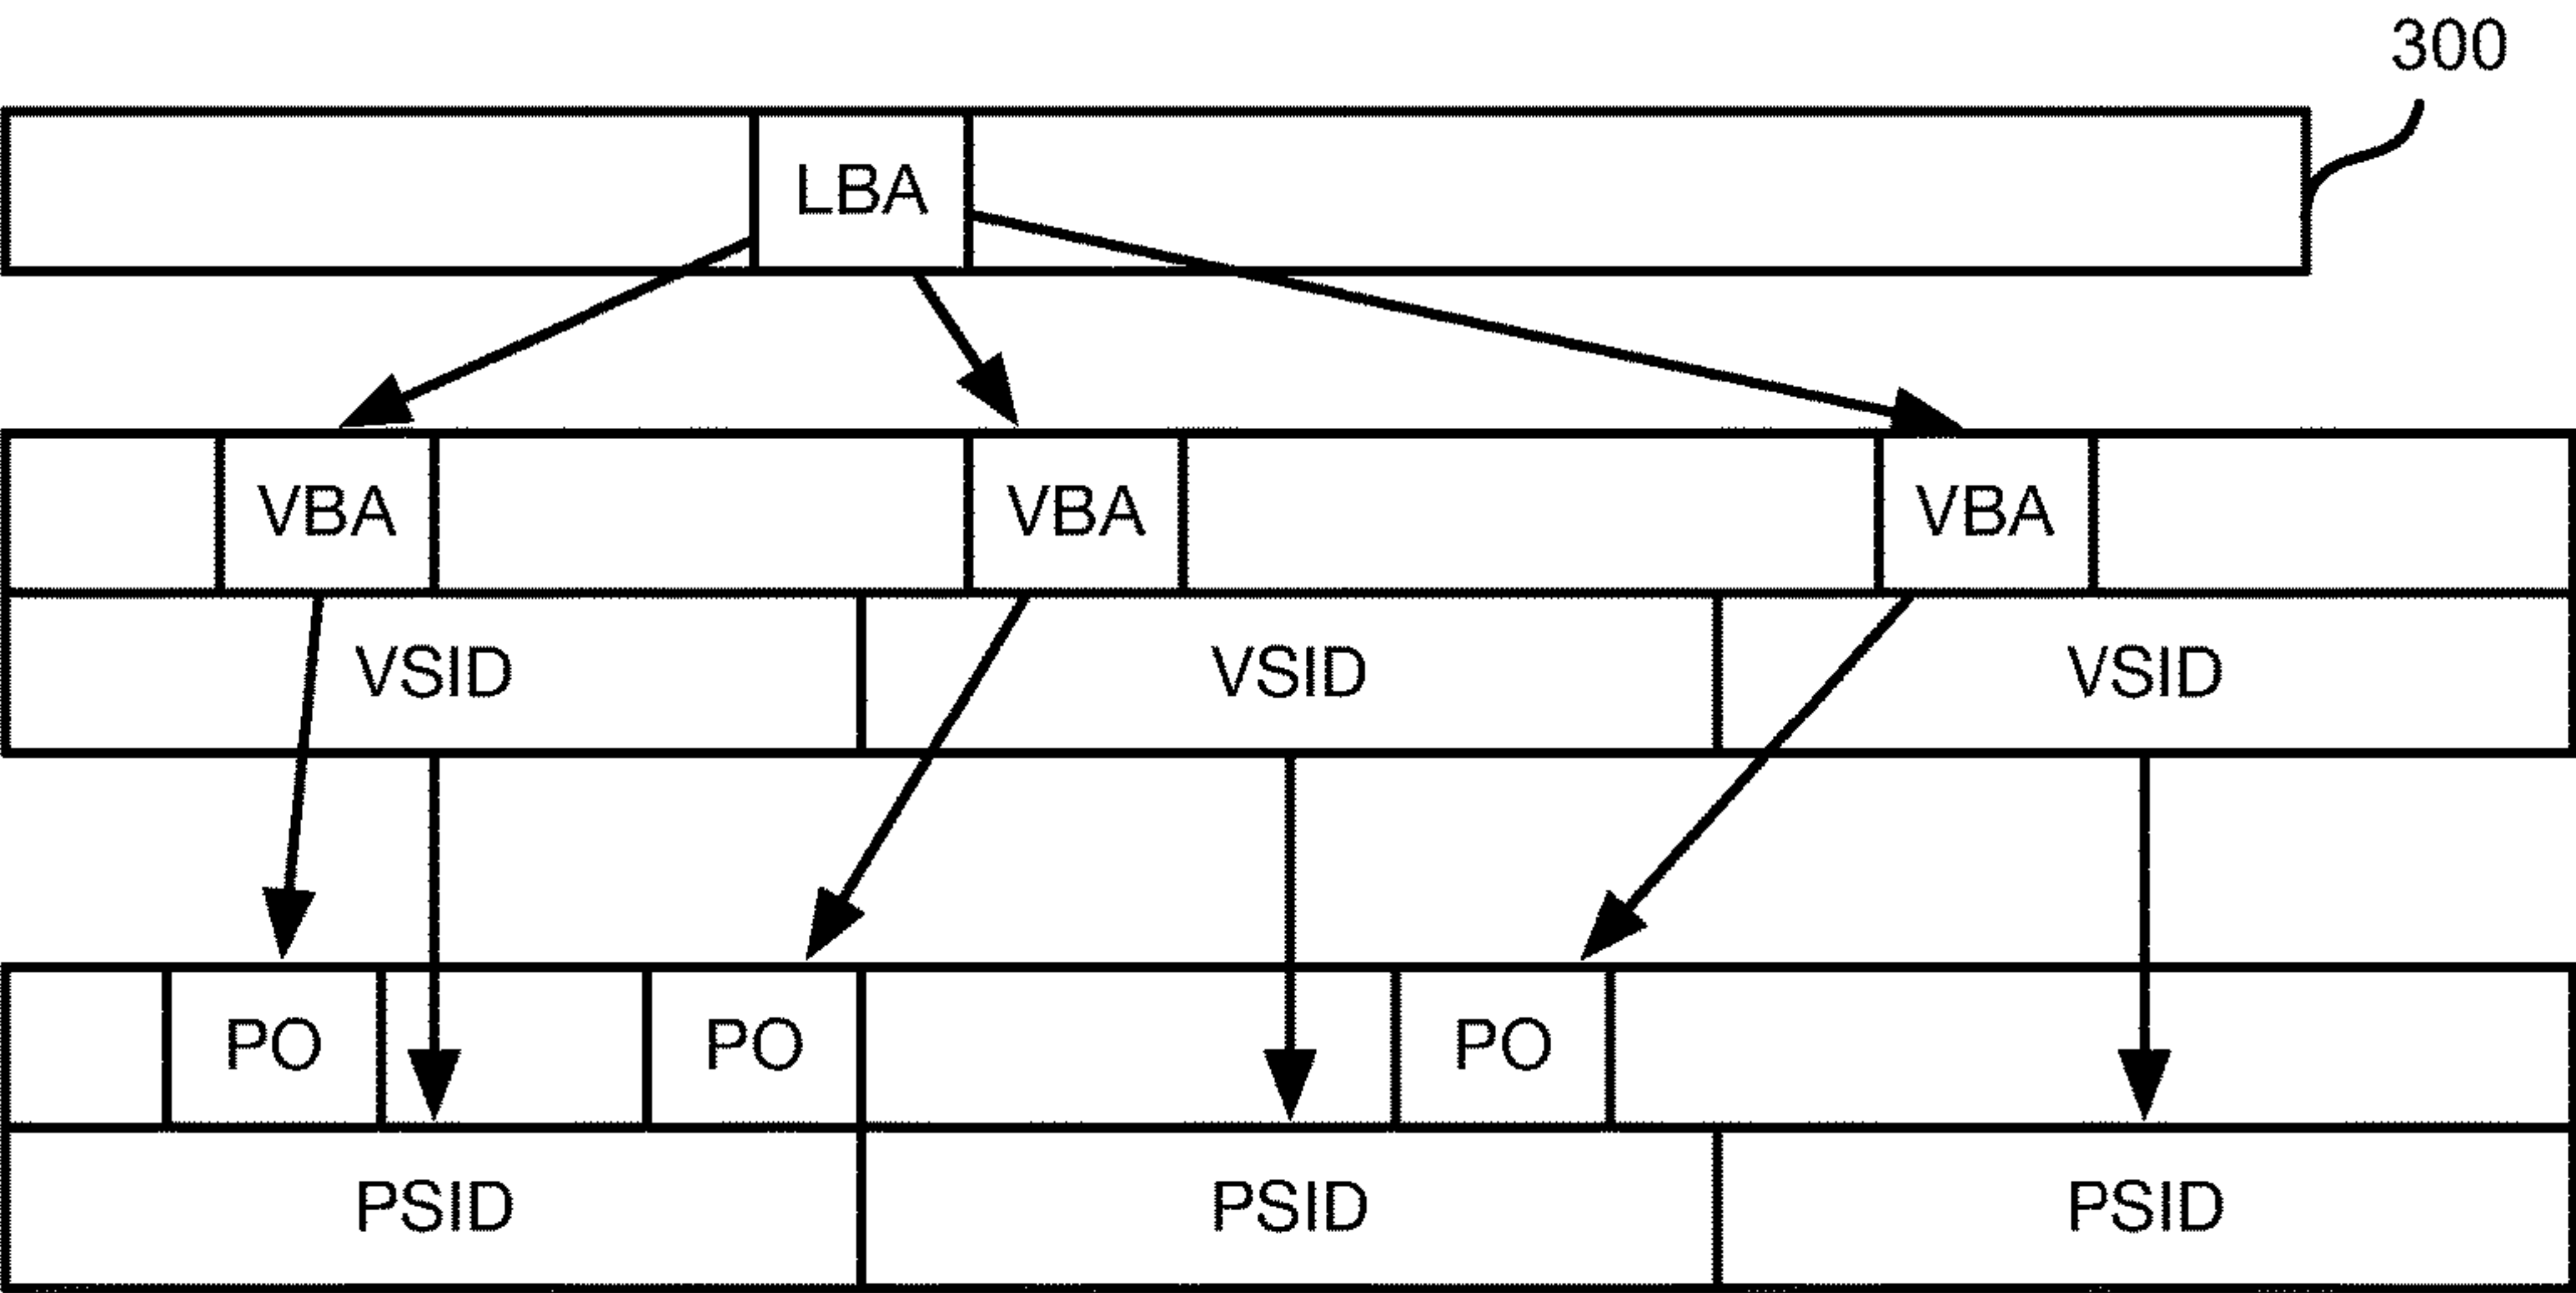 300
LBA
VBA VBA VBA
VSID VSID VSID
PO PO PO
PSID PSID PSID